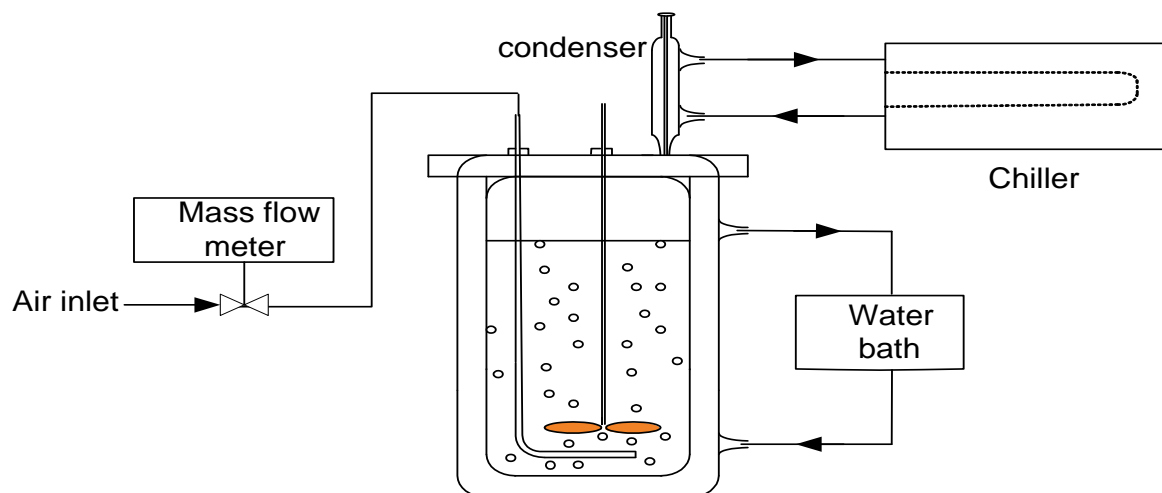 condenser
Chiller
Mass flow
meter
Air inlet
Water
bath